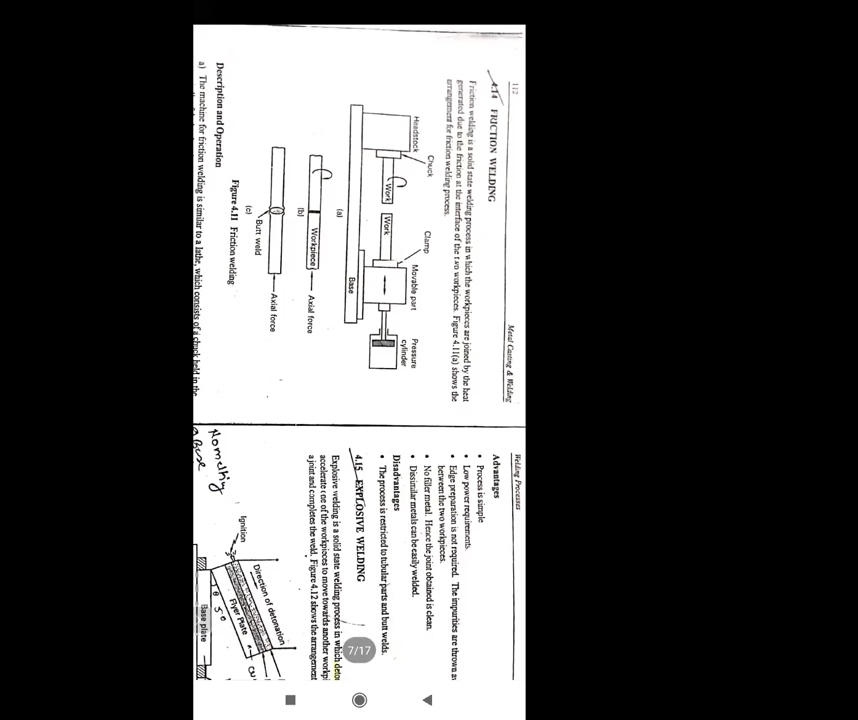 112
Metal Casting & Welding
4.14 FRICTION WELDING
Friction welding is a solid state welding process in which the workpieces are joined by the heat
generated due to the friction at the interface of the two workpieces. Figure 4.11(a) shows the
arrangement for friction welding process.
Headstock
Chuck
Work
Work
Clamp
Movable part
Pressure
cylinder
Base
(a)
Workpiece
Axial force
(b)
Butt weld
Axial force
(c)
Figure 4.11 Friction welding
Description and Operation
a) The machine for friction welding is similar to a lathe, which consists of a chuck held in the
Welding Processes
Advantages
• Process is simple
• Low power requirements.
• Edge preparation is not required. The impurities are thrown
between the two workpieces.
• No filler metal. Hence the joint obtained is clean.
• Dissimilar metals can be easily welded.
Disadvantages
• The process is restricted to tubular parts and butt welds.
4.15 EXPLOSIVE WELDING
Explosive welding is a solid state welding process in which
accelerate one of the workpieces to move towards another
a joint and completes the weld. Figure 4.12 shows the arrangement
Ignition
Direction of detonation
Flyer Plate
θ
Base plate
No melting
7/17